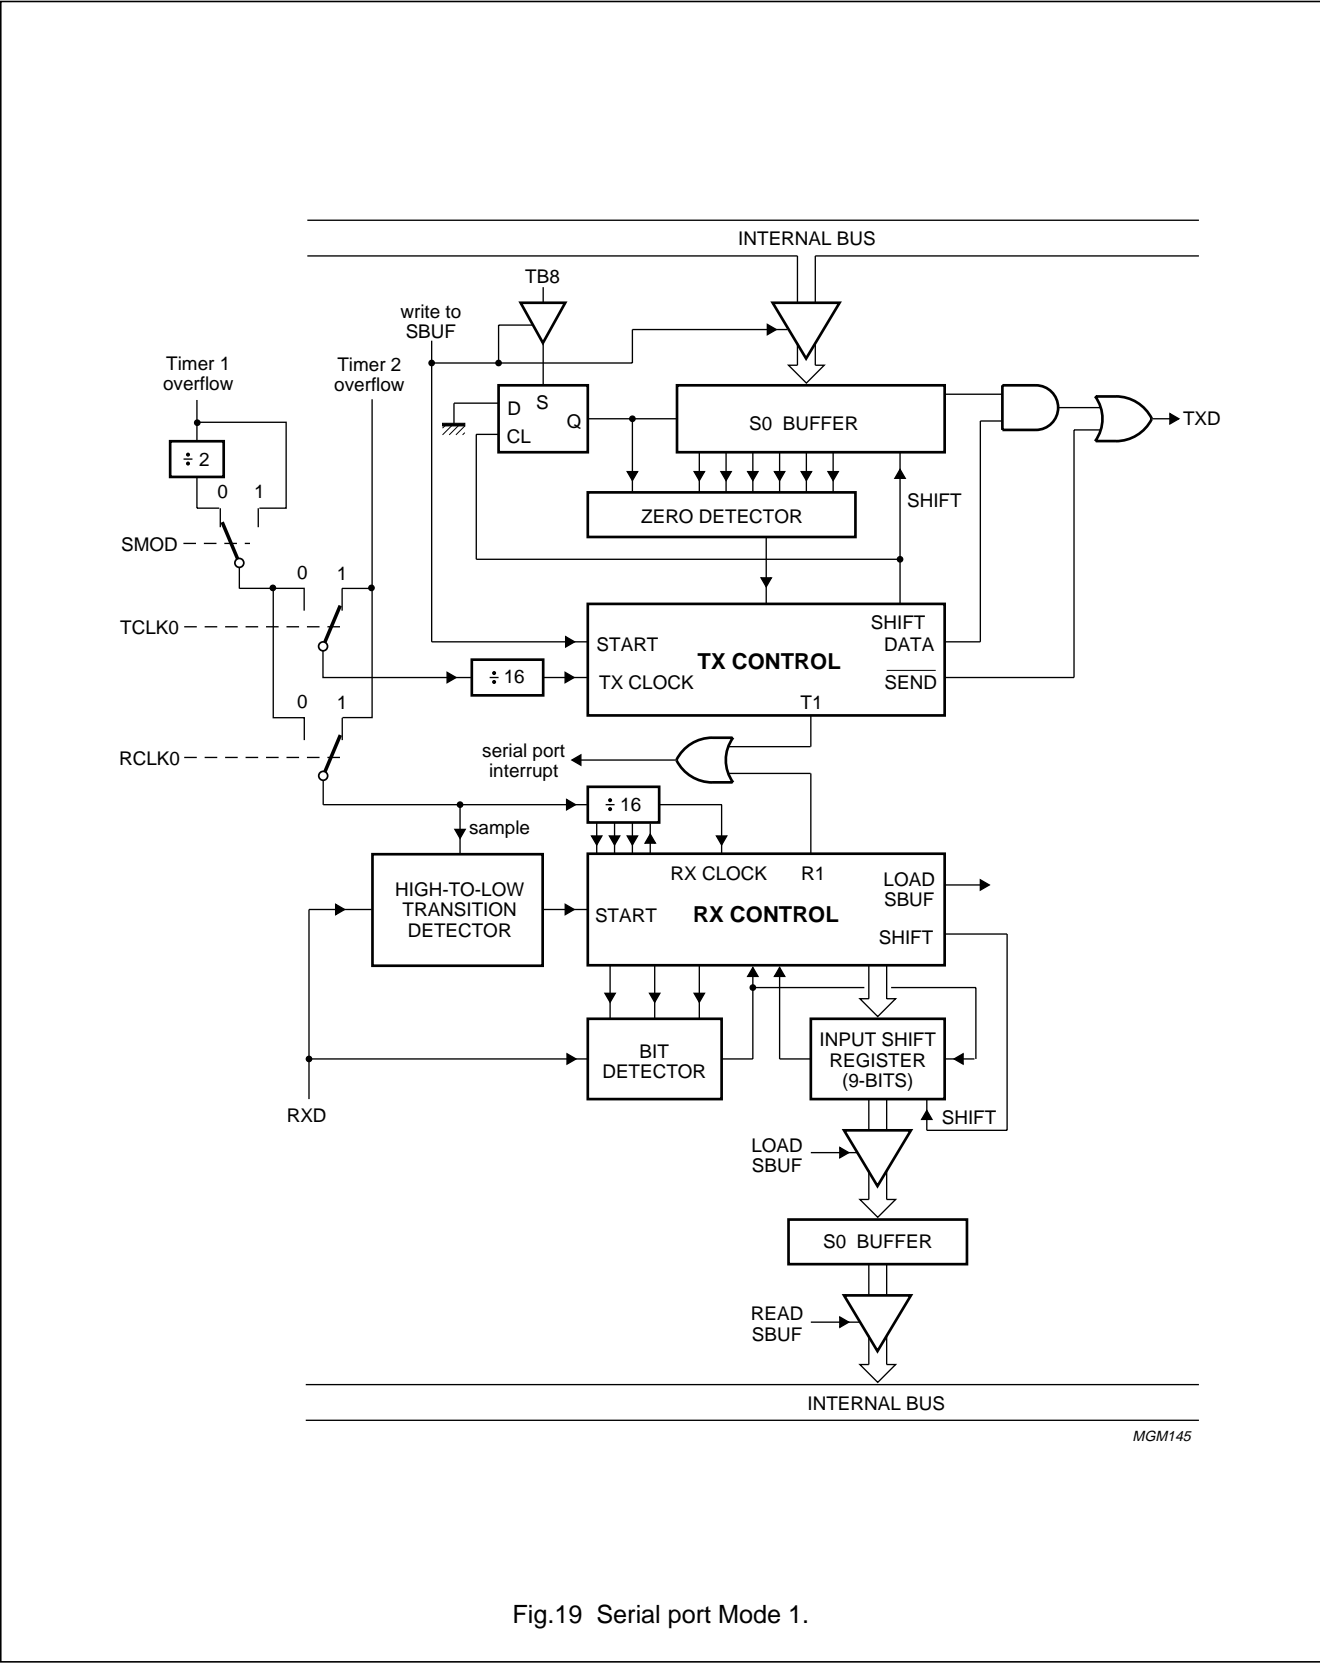 INTERNAL BUS
TB8
write to
SBUF
Timer 1
overflow
Timer 2
overflow
D
S
Q
CL
S0 BUFFER
TXD
÷ 2
0 1
ZERO DETECTOR
SHIFT
SMOD
0 1
TCLK0
START
TX CONTROL
SHIFT
DATA
÷ 16
TX CLOCK
SEND
T1
0 1
RCLK0
serial port
interrupt
÷ 16
sample
HIGH-TO-LOW
TRANSITION
DETECTOR
RX CLOCK
R1
START
RX CONTROL
LOAD
SBUF
SHIFT
BIT
DETECTOR
INPUT SHIFT
REGISTER
(9-BITS)
RXD
SHIFT
LOAD
SBUF
S0 BUFFER
READ
SBUF
INTERNAL BUS
MGM145
Fig.19 Serial port Mode 1.